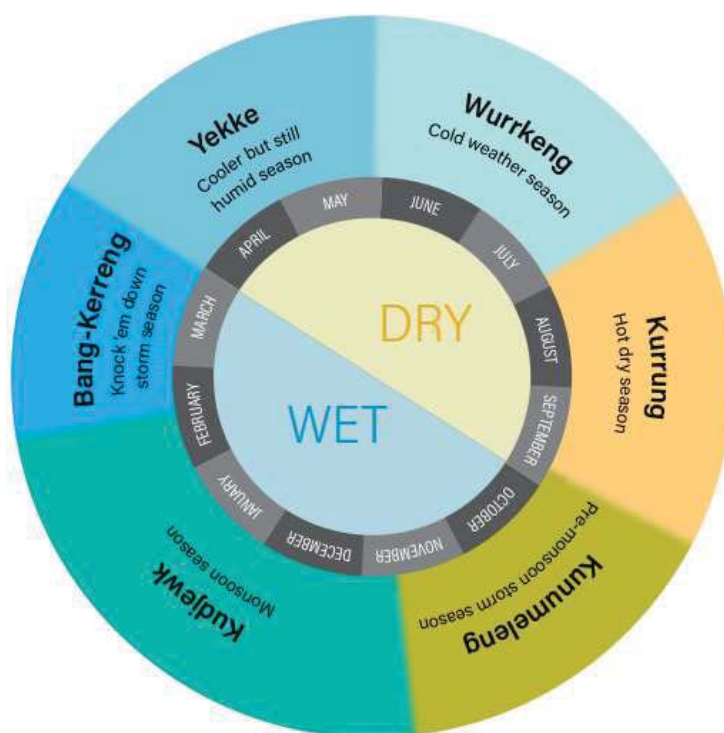 Yekke
Cooler but still
humid season
Wurrkeng
Cold weather season
Kurrung
Hot dry season
Kunumeleng
Pre-monsoon storm season
Kudjewk
Monsoon season
Bang-Kerreng
Knock 'em down
storm season
MAY
JUNE
JULY
AUGUST
SEPTEMBER
OCTOBER
NOVEMBER
DECEMBER
JANUARY
FEBRUARY
MARCH
APRIL
DRY
WET